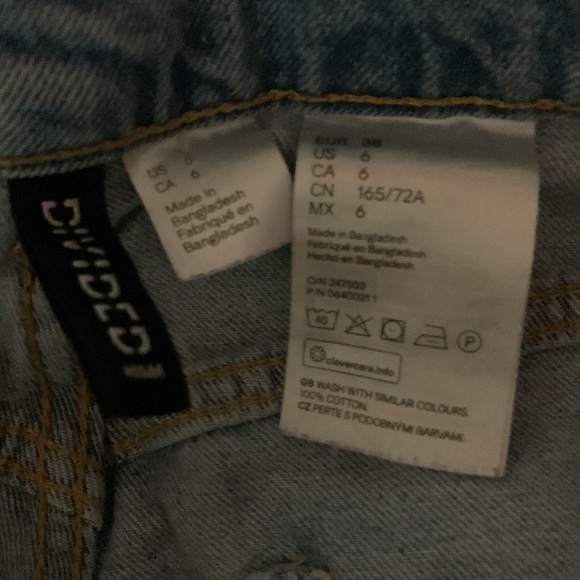 DIVIDED
H&M
US 6
CA 6
Made in
Bangladesh
Fabriqué en
Bangladesh
EUR 36
US 6
CA 6
CN 165/72A
MX 6
Made in Bangladesh
Fabriqué en Bangladesh
Hecho en Bangladesh
O/N 347503
40
P
clevercare.info
GB WASH WITH SIMILAR COLOURS.
100% COTTON.
CZ PERTE S PODOBNÝMI BARVAMI.